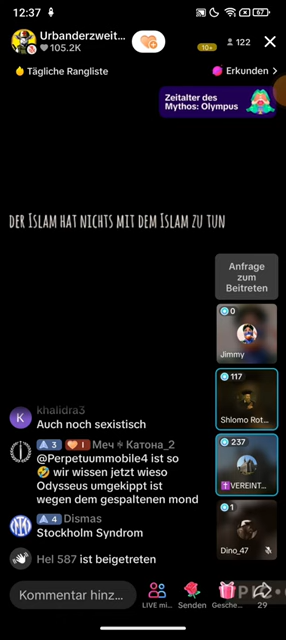 12:37
67
Urbanderzweit...
105.2K
10+
122
Tägliche Rangliste
Erkunden
Zeitalter des
Mythos: Olympus
der Islam hat nichts mit dem Islam zu tun
Anfrage
zum
Beitreten
0
Jimmy
117
Shlomo Rot...
237
VEREINT...
1
Dino_47
khalidra3
K
Auch noch sexistisch
3
1
Меч
Катона_2
@Perpetuummobile4 ist so
🤣 wir wissen jetzt wieso
Odysseus umgekippt ist
wegen dem gespaltenen mond
4
Dismas
Stockholm Syndrom
Hel 587 ist beigetreten
Kommentar hinz...
LIVE mi...
Senden
Gesche...
29